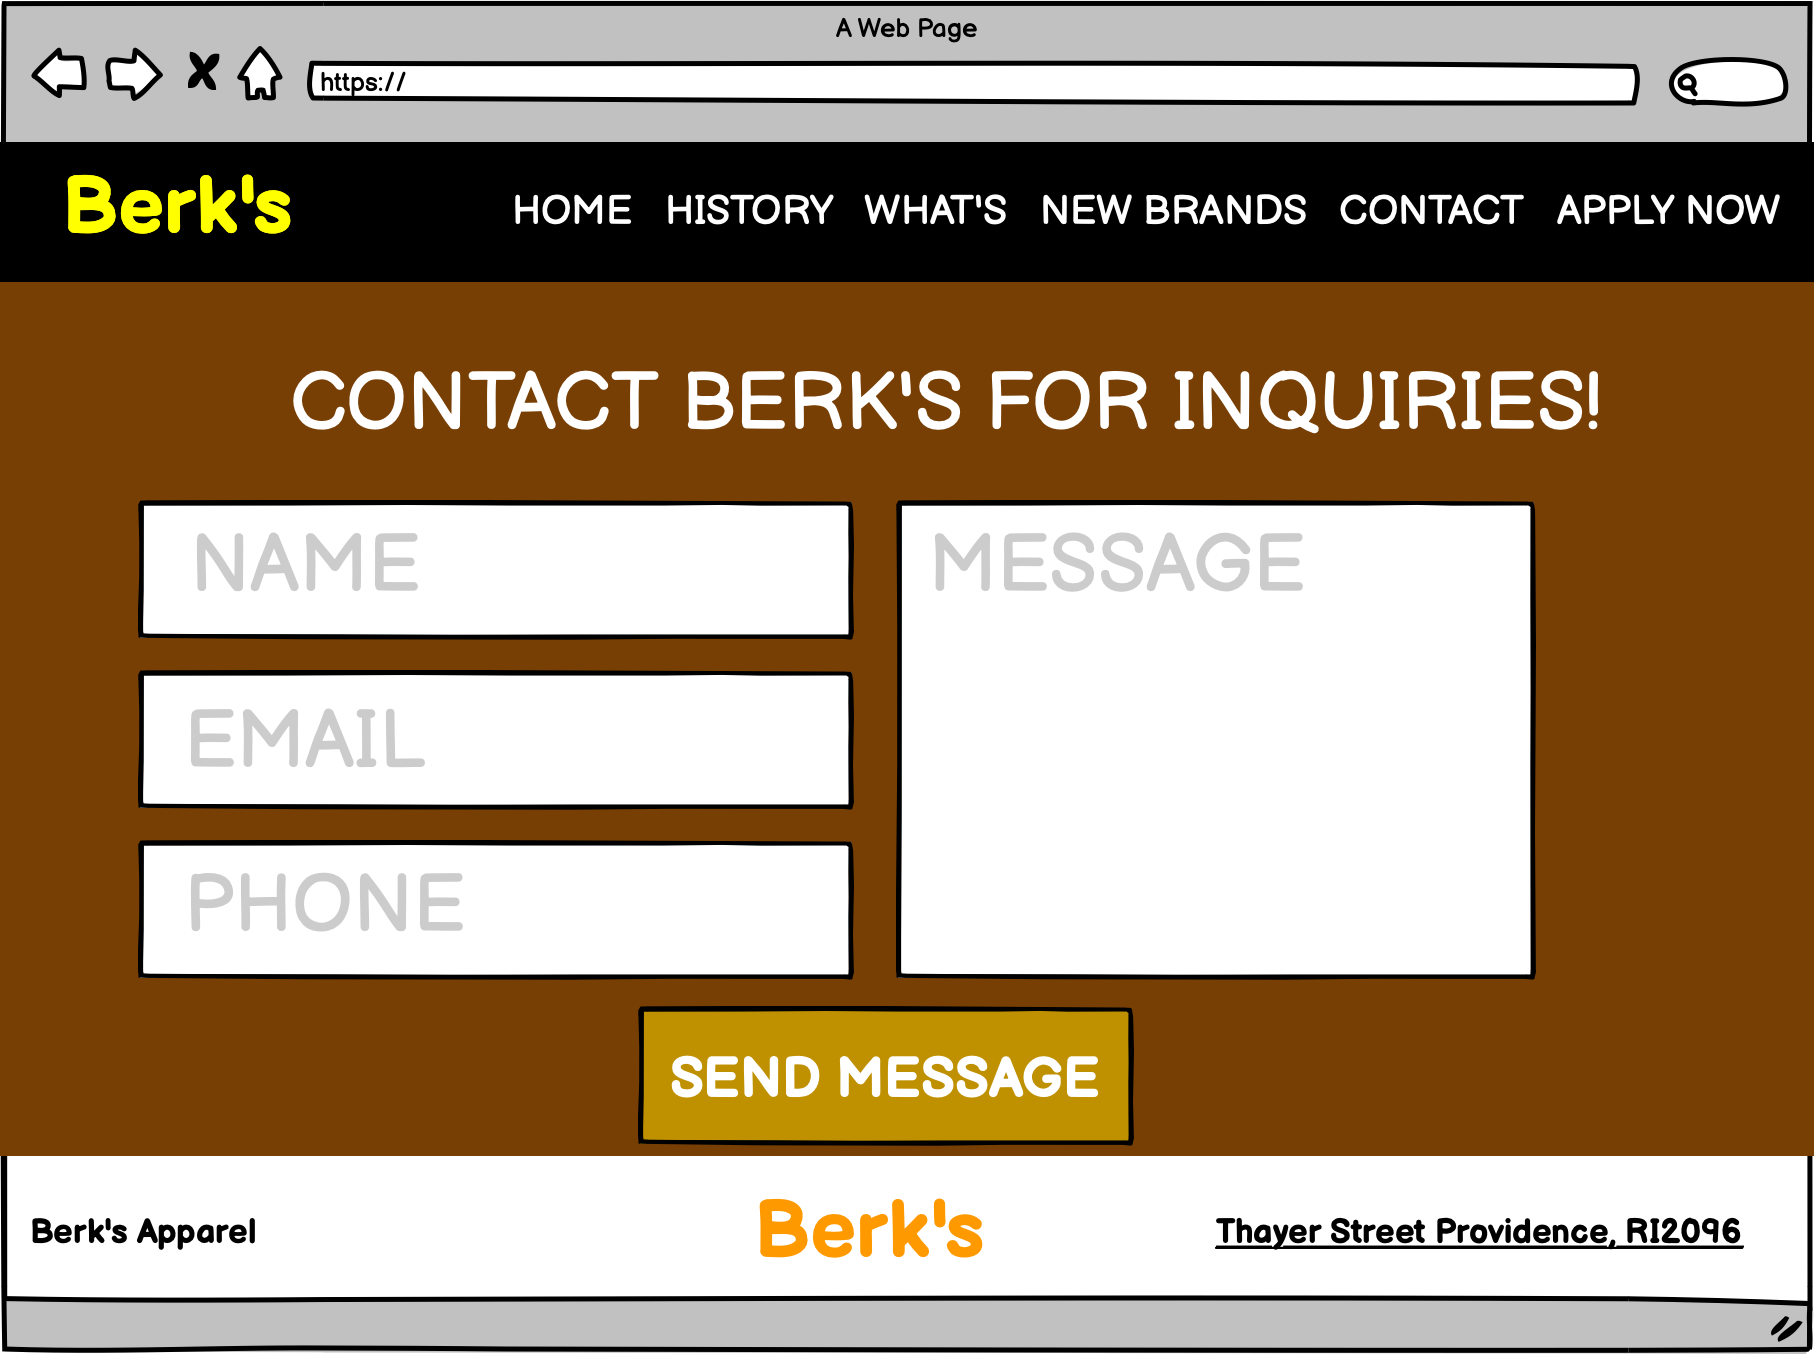 A Web Page
https://
Berk's
HOME HISTORY WHAT'S NEW BRANDS CONTACT APPLY NOW
CONTACT BERK'S FOR INQUIRIES!
NAME
MESSAGE
EMAIL
PHONE
SEND MESSAGE
Berk's Apparel
Berk's
Thayer Street Providence, RI2096